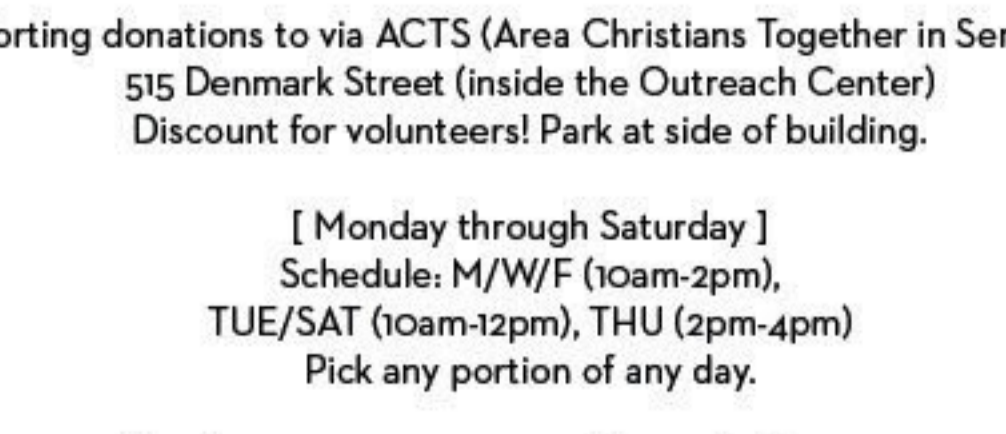 orting donations to via ACTS (Area Christians Together in Ser
515 Denmark Street (inside the Outreach Center)
Discount for volunteers! Park at side of building.
[ Monday through Saturday ]
Schedule: M/W/F (10am-2pm),
TUE/SAT (10am-12pm), THU (2pm-4pm)
Pick any portion of any day.